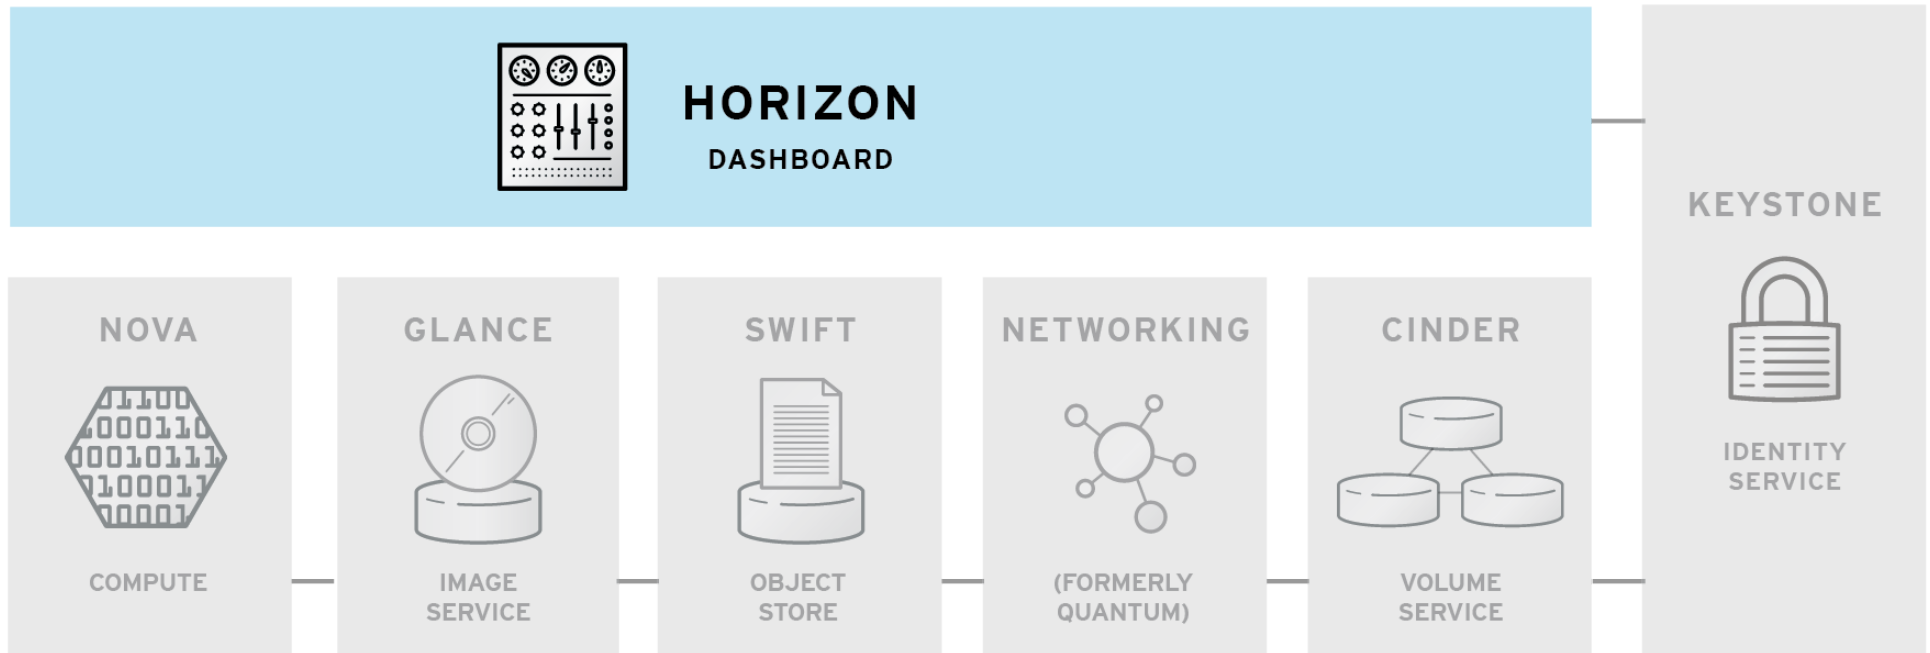 HORIZON
DASHBOARD
KEYSTONE
IDENTITY
SERVICE
NOVA
COMPUTE
GLANCE
IMAGE
SERVICE
SWIFT
OBJECT
STORE
NETWORKING
(FORMERLY
QUANTUM)
CINDER
VOLUME
SERVICE